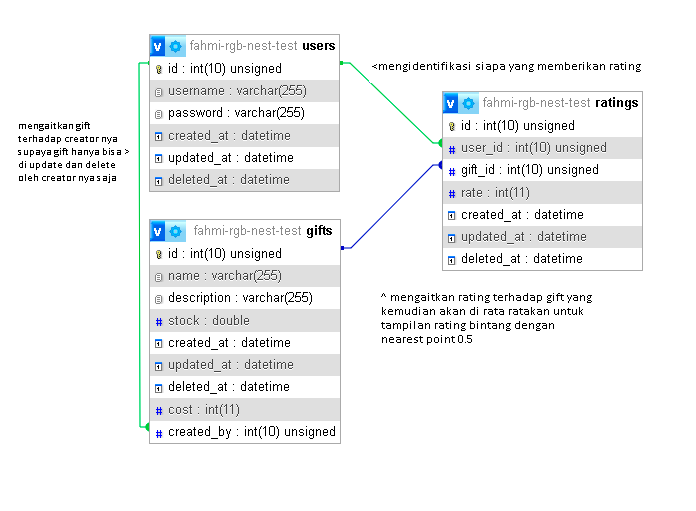 fahmi-rgb-nest-test users
id : int(10) unsigned
username : varchar(255)
password : varchar(255)
created_at : datetime
updated_at : datetime
deleted_at : datetime
<mengidentifikasi siapa yang memberikan rating
fahmi-rgb-nest-test ratings
id : int(10) unsigned
user_id : int(10) unsigned
gift_id : int(10) unsigned
rate : int(11)
created_at : datetime
updated_at : datetime
deleted_at : datetime
mengaitkan gift
terhadap creator nya
supaya gift hanya bisa >
di update dan delete
oleh creator nya saja
fahmi-rgb-nest-test gifts
id : int(10) unsigned
name : varchar(255)
description : varchar(255)
stock : double
created_at : datetime
updated_at : datetime
deleted_at : datetime
cost : int(11)
created_by : int(10) unsigned
^ mengaitkan rating terhadap gift yang
kemudian akan di rata ratakan untuk
tampilan rating bintang dengan
nearest point 0.5